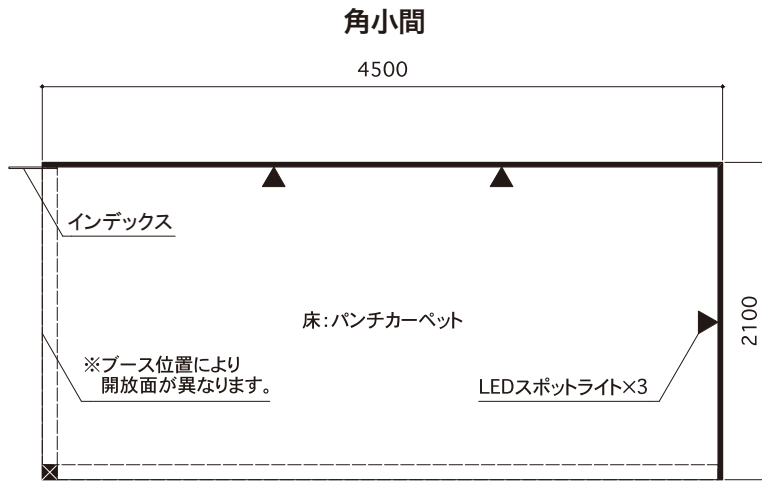 角小間
4500
インデックス
床：パンチカーペット
2100
※ブース位置により
開放面が異なります。
LEDスポットライト×3